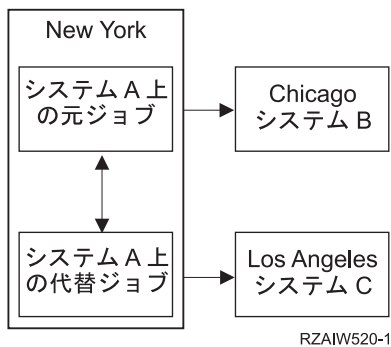 New York
システム A 上
の元ジョブ
Chicago
システム B
システム A 上
の代替ジョブ
Los Angeles
システム C
RZAIW520-1